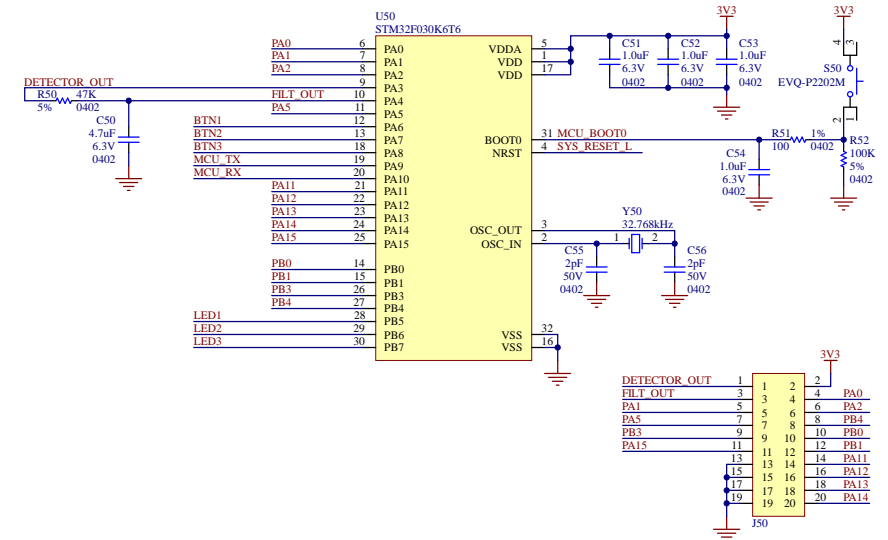 U50
STM32F030K6T6
PA0 6 PA0
PA1 7 PA1
PA2 8 PA2
DETECTOR_OUT 9 PA3
R50 47K
5% 0402
FILT_OUT 10 PA4
PA5 11 PA5
C50
4.7uF
6.3V
0402
BTN1 12 PA6
BTN2 13 PA7
BTN3 18 PA8
MCU_TX 19 PA9
MCU_RX 20 PA10
PA11 21 PA11
PA12 22 PA12
PA13 23 PA13
PA14 24 PA14
PA15 25 PA15
PB0 14 PB0
PB1 15 PB1
PB3 26 PB3
PB4 27 PB4
LED1 28 PB5
LED2 29 PB6
LED3 30 PB7
VDDA 5
VDD 1
VDD 17
BOOT0 31 MCU_BOOT0
NRST 4 SYS_RESET_L
OSC_OUT 3
OSC_IN 2
VSS 32
VSS 16
3V3
C51
1.0uF
6.3V
0402
C52
1.0uF
6.3V
0402
C53
1.0uF
6.3V
0402
3V3
4 3
S50
EVQ-P2202M
2 1
R51 1%
100 0402
R52
100K
5%
0402
C54
1.0uF
6.3V
0402
Y50
32.768kHz
1 2
C55
2pF
50V
0402
C56
2pF
50V
0402
3V3
DETECTOR_OUT 1 1 2 2
FILT_OUT 3 3 4 4 PA0
PA1 5 5 6 6 PA2
PA5 7 7 8 8 PB4
PB3 9 9 10 10 PB0
PA15 11 11 12 12 PB1
13 13 14 14 PA11
15 15 16 16 PA12
17 17 18 18 PA13
19 19 20 20 PA14
J50